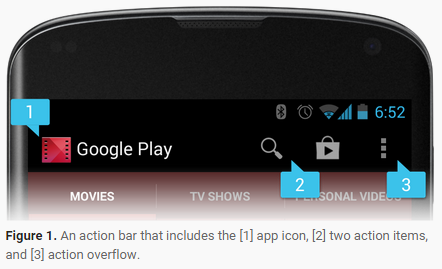 6:52
1
Google Play
2
3
MOVIES
TV SHOWS
PERSONAL VIDEOS
Figure 1. An action bar that includes the [1] app icon, [2] two action items,
and [3] action overflow.